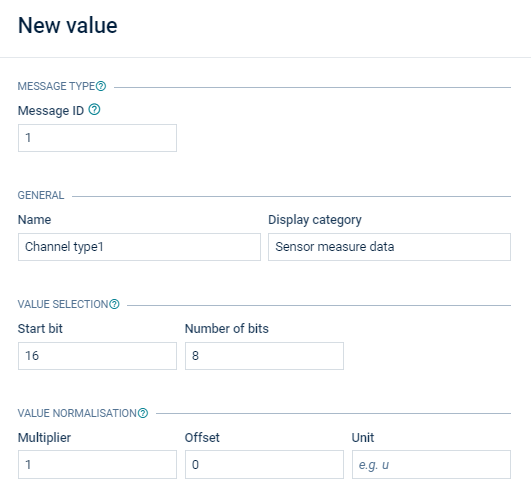 New value
MESSAGE TYPE
Message ID
1
GENERAL
Name Display category
Channel type1 Sensor measure data
VALUE SELECTION
Start bit Number of bits
16 8
VALUE NORMALISATION
Multiplier Offset Unit
1 0 e.g. u